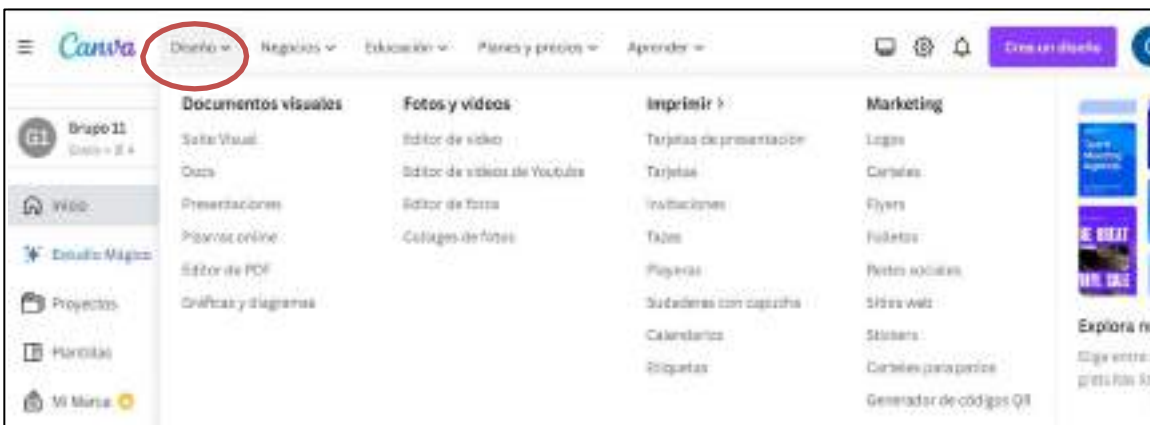 Canva
Diseño
Negocios
Educación
Planes y precios
Aprender
Crea un diseño
G1
Grupo 11
Inicio
Estudio Mágico
Proyectos
Plantillas
Mi Marca
Documentos visuales
Suite Visual
Docs
Presentaciones
Pizarras online
Editor de PDF
Gráficas y diagramas
Fotos y videos
Editor de video
Editor de videos de Youtube
Editor de fotos
Collages de fotos
Imprimir >
Tarjetas de presentación
Tarjetas
Invitaciones
Tazas
Playeras
Sudaderas con capucha
Calendarios
Etiquetas
Marketing
Logos
Carteles
Flyers
Folletos
Redes sociales
Sitios web
Stickers
Carteles para patios
Generador de códigos QR
Explora
Elige entre